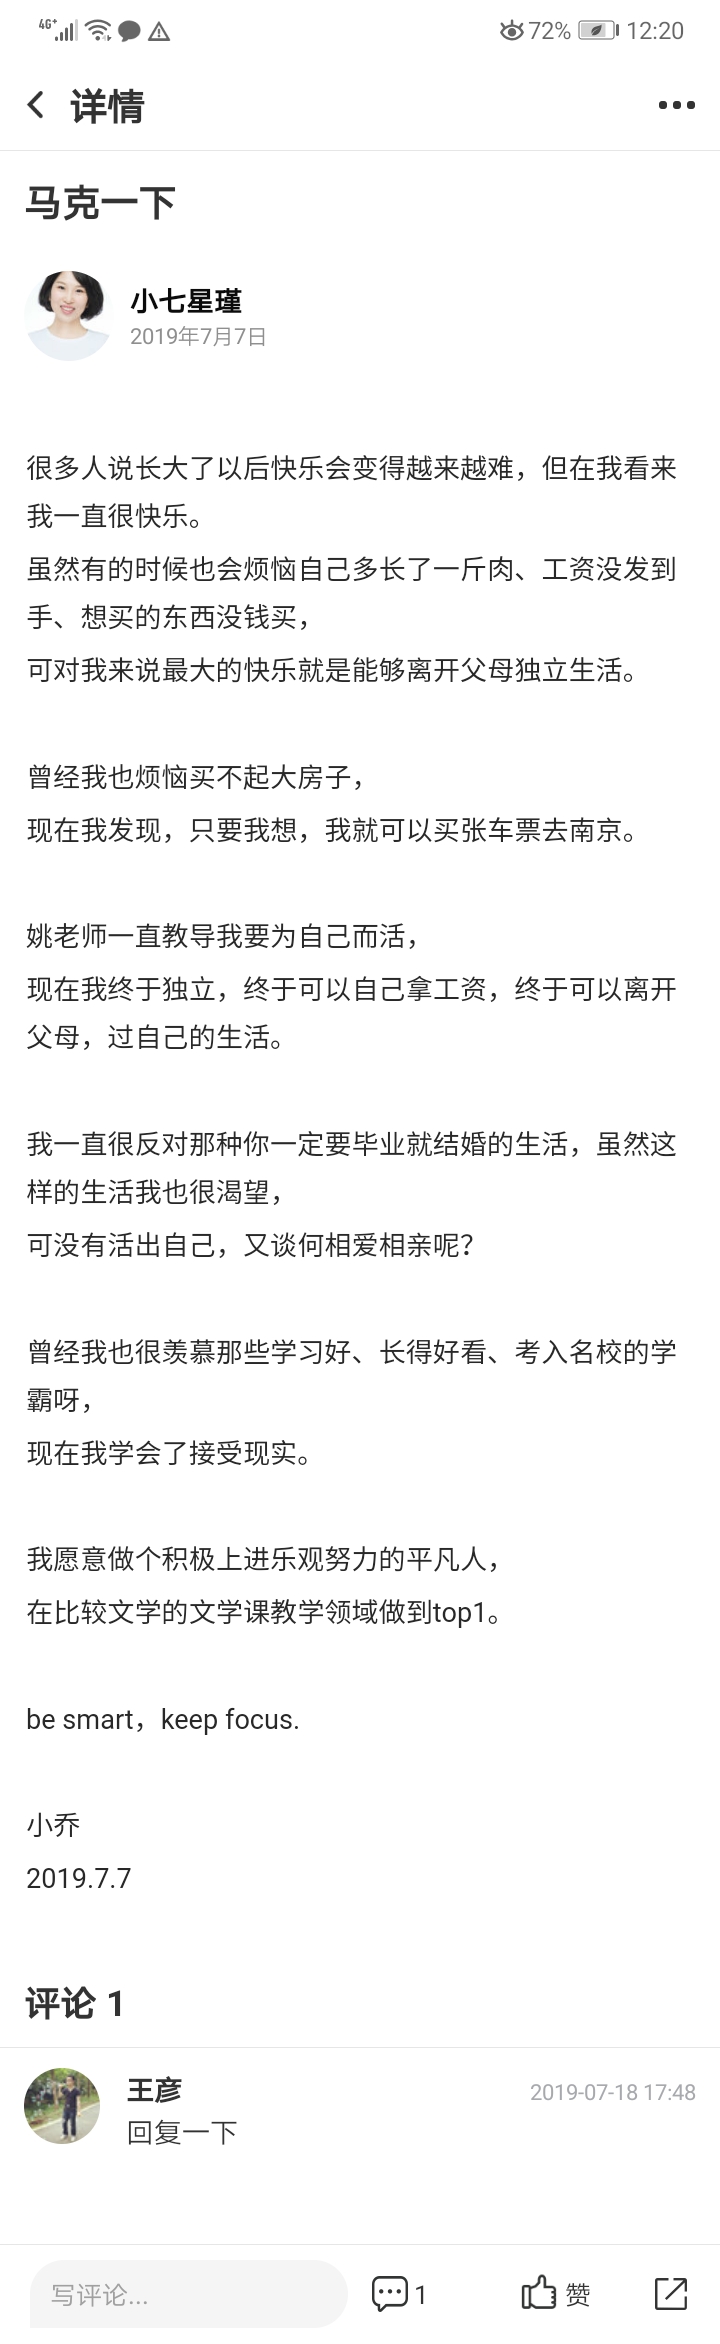 4G+ 72% 12:20
详情
马克一下
小七星瑾
2019年7月7日
很多人说长大了以后快乐会变得越来越难，但在我看来
我一直很快乐。
虽然有的时候也会烦恼自己多长了一斤肉、工资没发到
手、想买的东西没钱买，
可对我来说最大的快乐就是能够离开父母独立生活。
曾经我也烦恼买不起大房子，
现在我发现，只要我想，我就可以买张车票去南京。
姚老师一直教导我要为自己而活，
现在我终于独立，终于可以自己拿工资，终于可以离开
父母，过自己的生活。
我一直很反对那种你一定要毕业就结婚的生活，虽然这
样的生活我也很渴望，
可没有活出自己，又谈何相爱相亲呢？
曾经我也很羡慕那些学习好、长得好看、考入名校的学
霸呀，
现在我学会了接受现实。
我愿意做个积极上进乐观努力的平凡人，
在比较文学的文学课教学领域做到top1。
be smart，keep focus.
小乔
2019.7.7
评论 1
王彦 2019-07-18 17:48
回复一下
写评论... 1 赞